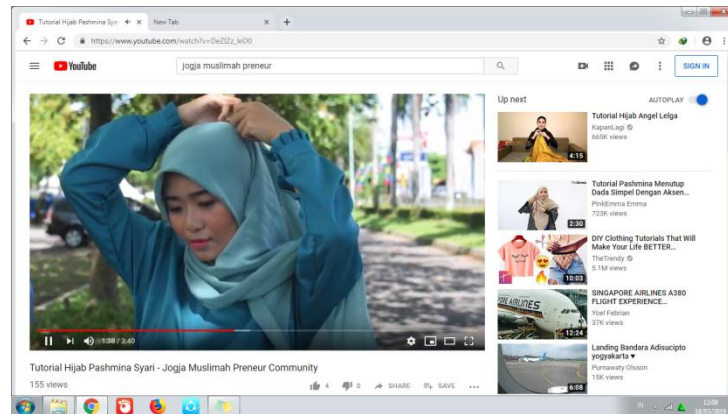 Tutorial Hijab Pashmina Sya
New Tab
https://www.youtube.com/watch?v=DeZIZz_IeD0
YouTube
jogja muslimah preneur
SIGN IN
Up next
AUTOPLAY
4:15
Tutorial Hijab Angel Lelga
KapanLagi
665K views
2:30
Tutorial Pashmina Menutup
Dada Simpel Dengan Aksen...
PinkEmma Emma
723K views
10:03
DIY Clothing Tutorials That Will
Make Your Life BETTER...
TheTrendy
5.1M views
12:24
SINGAPORE AIRLINES A380
FLIGHT EXPERIENCE...
Yoel Febrian
37K views
6:08
Landing Bandara Adisucipto
yogyakarta ♥
Purnawaty Olsson
15K views
1:38 / 3:40
Tutorial Hijab Pashmina Syari - Jogja Muslimah Preneur Community
155 views
4
0
SHARE
SAVE
IN
12:08